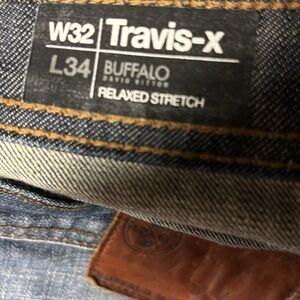 W32 Travis-x
L34 BUFFALO
DAVID BITTON
RELAXED STRETCH